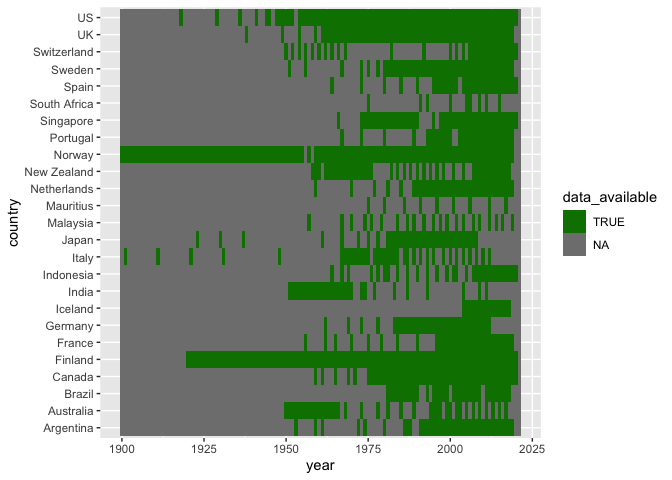 US
UK
Switzerland
Sweden
Spain
South Africa
Singapore
Portugal
Norway
New Zealand
Netherlands
Mauritius
Malaysia
Japan
Italy
Indonesia
India
Iceland
Germany
France
Finland
Canada
Brazil
Australia
Argentina
country
1900 1925 1950 1975 2000 2025
year
data_available
TRUE
NA